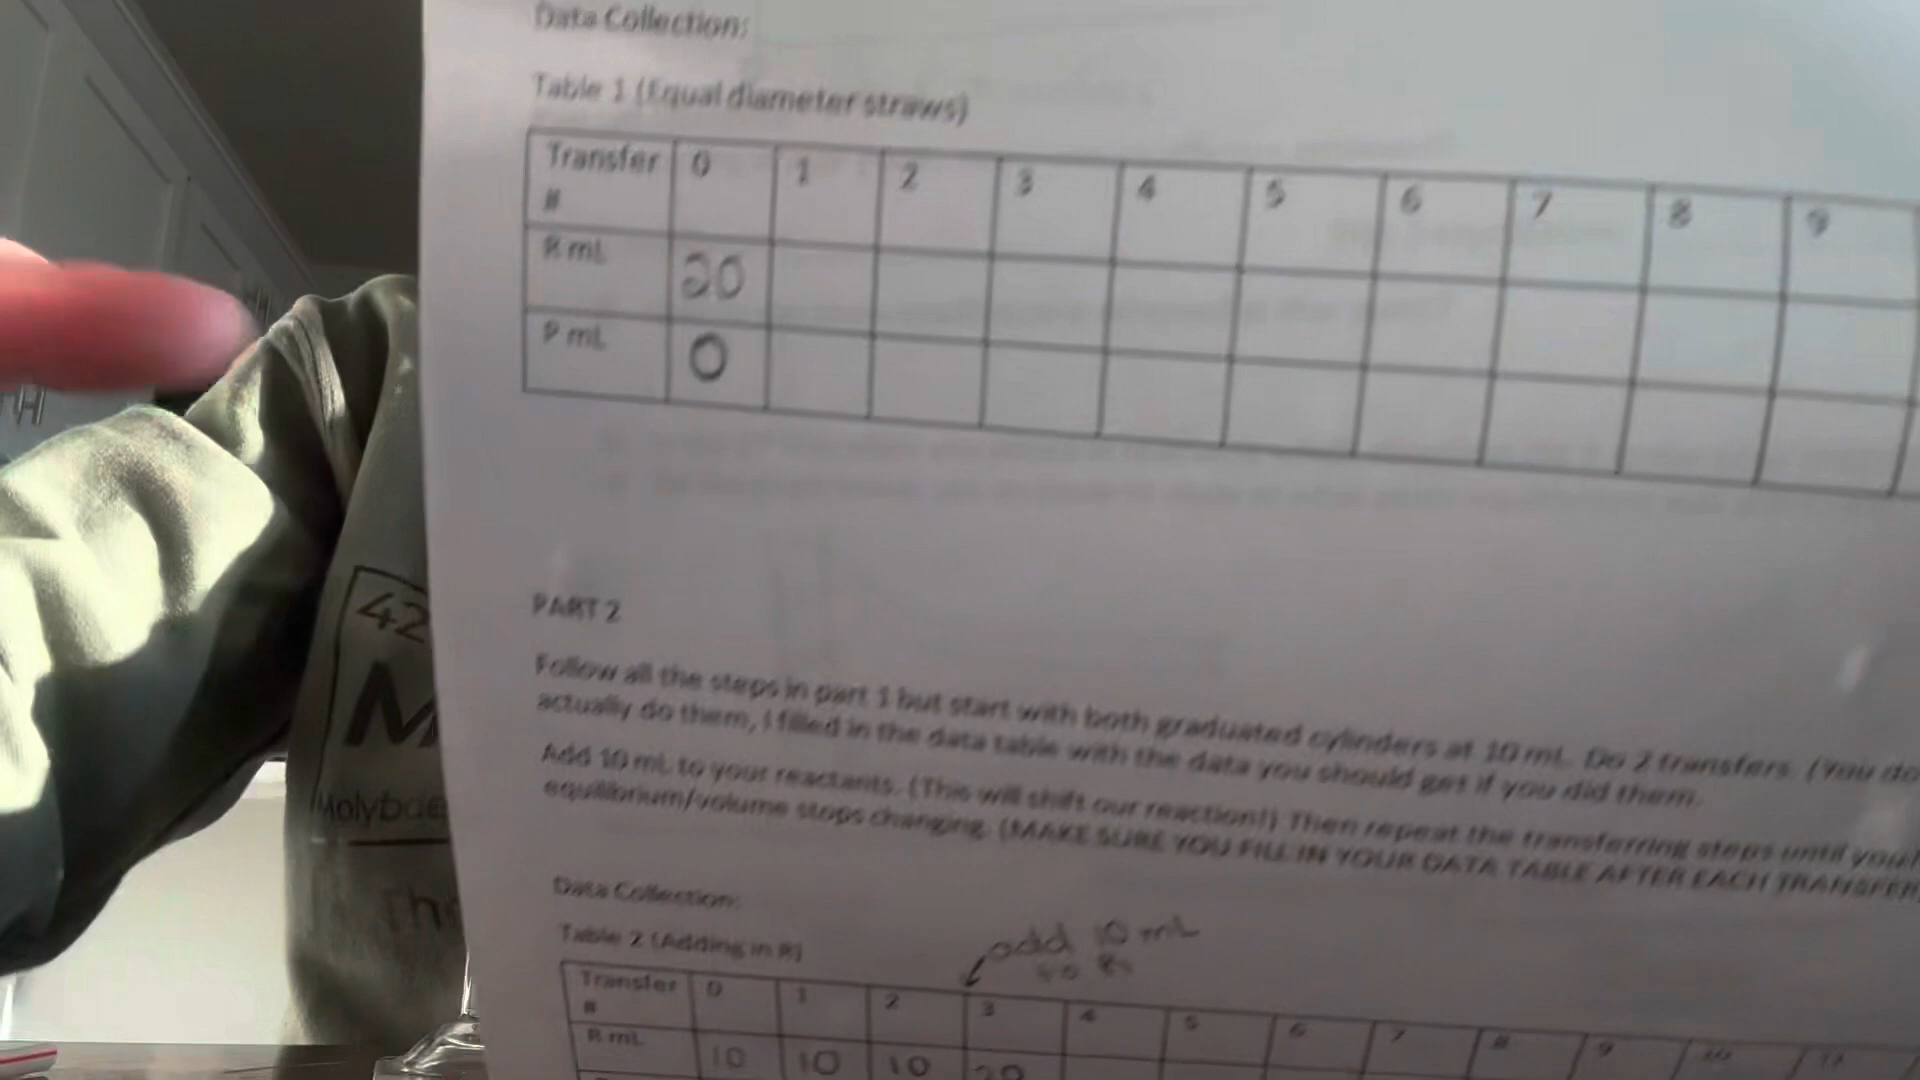 Data Collection:
Table 1 (Equal diameter straws)
Transfer # 0 1 2 3 4 5 6 7 8 9
R mL 20
P mL 0
PART 2
Follow all the steps in part 1 but start with both graduated cylinders at 10 mL. Do 2 transfers. (You do
actually do them, I filled in the data table with the data you should get if you did them.
Add 10 mL to your reactants. (This will shift our reaction!) Then repeat the transferring steps until you
equilibrium/volume stops changing. (MAKE SURE YOU FILL IN YOUR DATA TABLE AFTER EACH TRANSFER
Data Collection:
Table 2 (Adding in R)
add 10 mL
to R
Transfer # 0 1 2 3 4 5 6 7 8 9 10 11
R mL 10 10 10 20
42
M
Molybde
Th